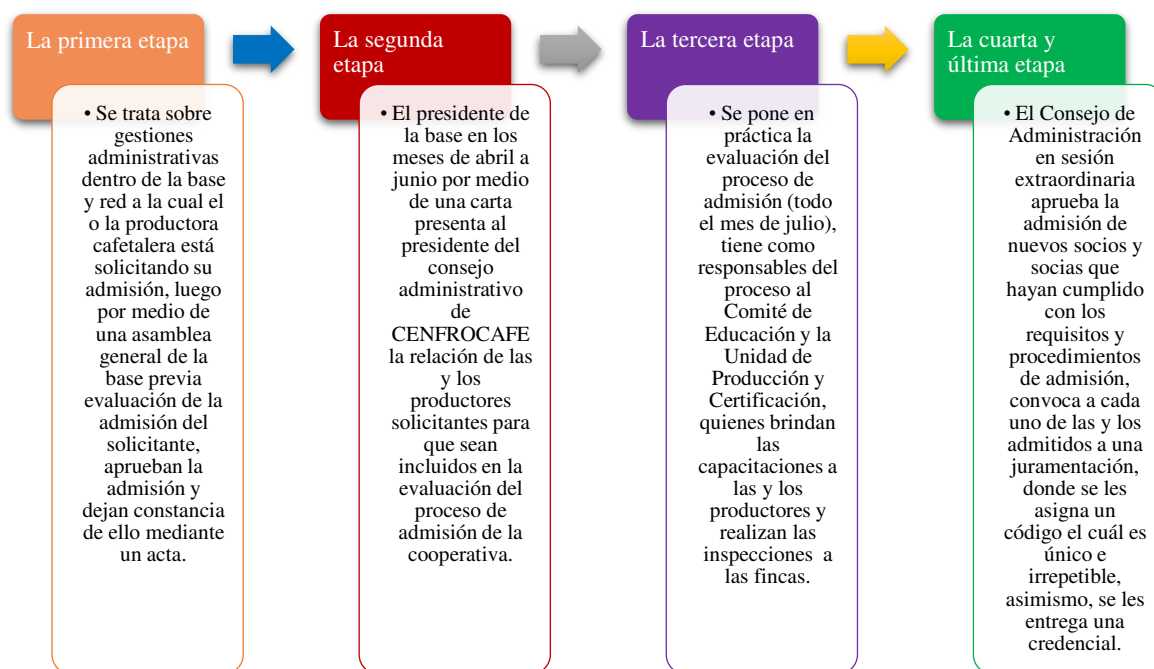 La primera etapa
• Se trata sobre
gestiones
administrativas
dentro de la base
y red a la cual el
o la productora
cafetalera está
solicitando su
admisión, luego
por medio de
una asamblea
general de la
base previa
evaluación de la
admisión del
solicitante,
aprueban la
admisión y
dejan constancia
de ello mediante
un acta.
La segunda
etapa
• El presidente de
la base en los
meses de abril a
junio por medio
de una carta
presenta al
presidente del
consejo
administrativo
de
CENFROCAFE
la relación de las
y los
productores
solicitantes para
que sean
incluidos en la
evaluación del
proceso de
admisión de la
cooperativa.
La tercera etapa
• Se pone en
práctica la
evaluación del
proceso de
admisión (todo
el mes de julio),
tiene como
responsables del
proceso al
Comité de
Educación y la
Unidad de
Producción y
Certificación,
quienes brindan
las
capacitaciones a
las y los
productores y
realizan las
inspecciones a
las fincas.
La cuarta y
última etapa
• El Consejo de
Administración
en sesión
extraordinaria
aprueba la
admisión de
nuevos socios y
socias que
hayan cumplido
con los
requisitos y
procedimientos
de admisión,
convoca a cada
uno de las y los
admitidos a una
juramentación,
donde se les
asigna un
código el cuál es
único e
irrepetible,
asimismo, se les
entrega una
credencial.